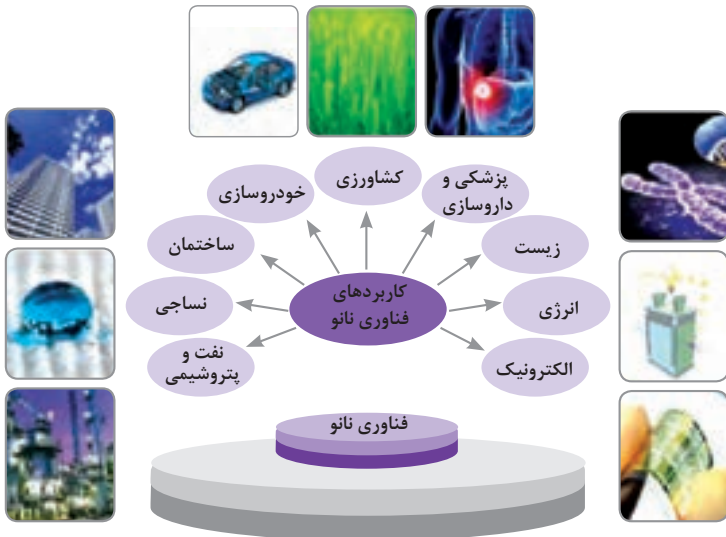 کشاورزی
پزشکی و
داروسازی
خودروسازی
زیست
ساختمان
کاربردهای
فناوری نانو
انرژی
نساجی
الکترونیک
نفت و
پتروشیمی
فناوری نانو